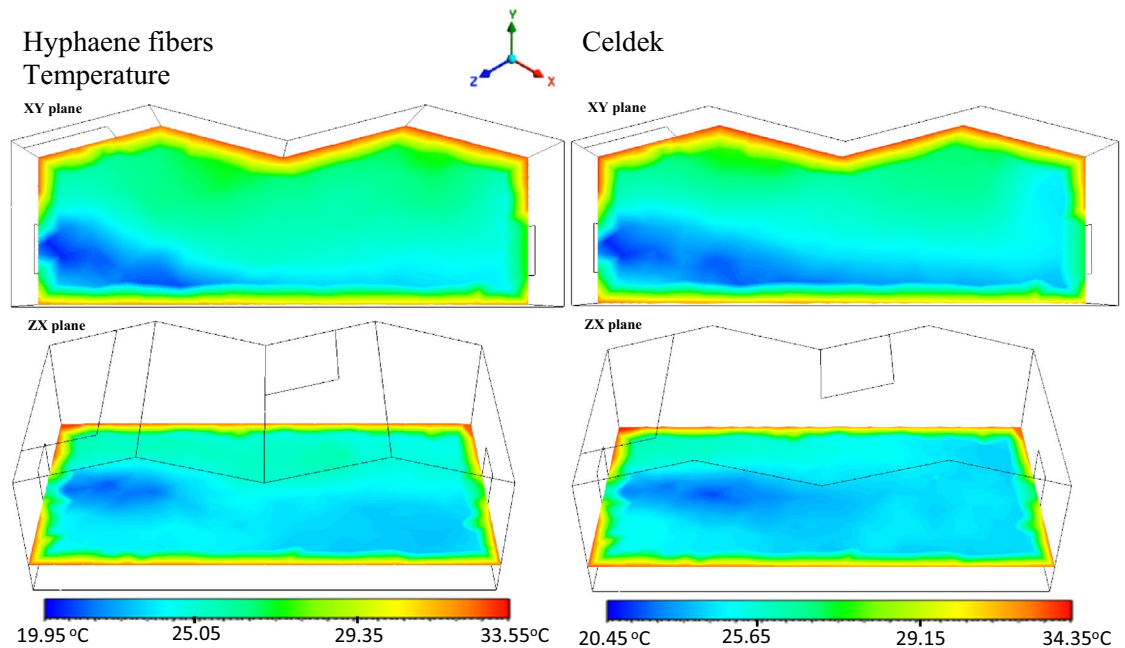 Hyphaene fibers
Temperature
Y
Z
X
Celdek
XY plane
XY plane
ZX plane
ZX plane
19.95 °C
25.05
29.35
33.55°C
20.45°C
25.65
29.15
34.35°C